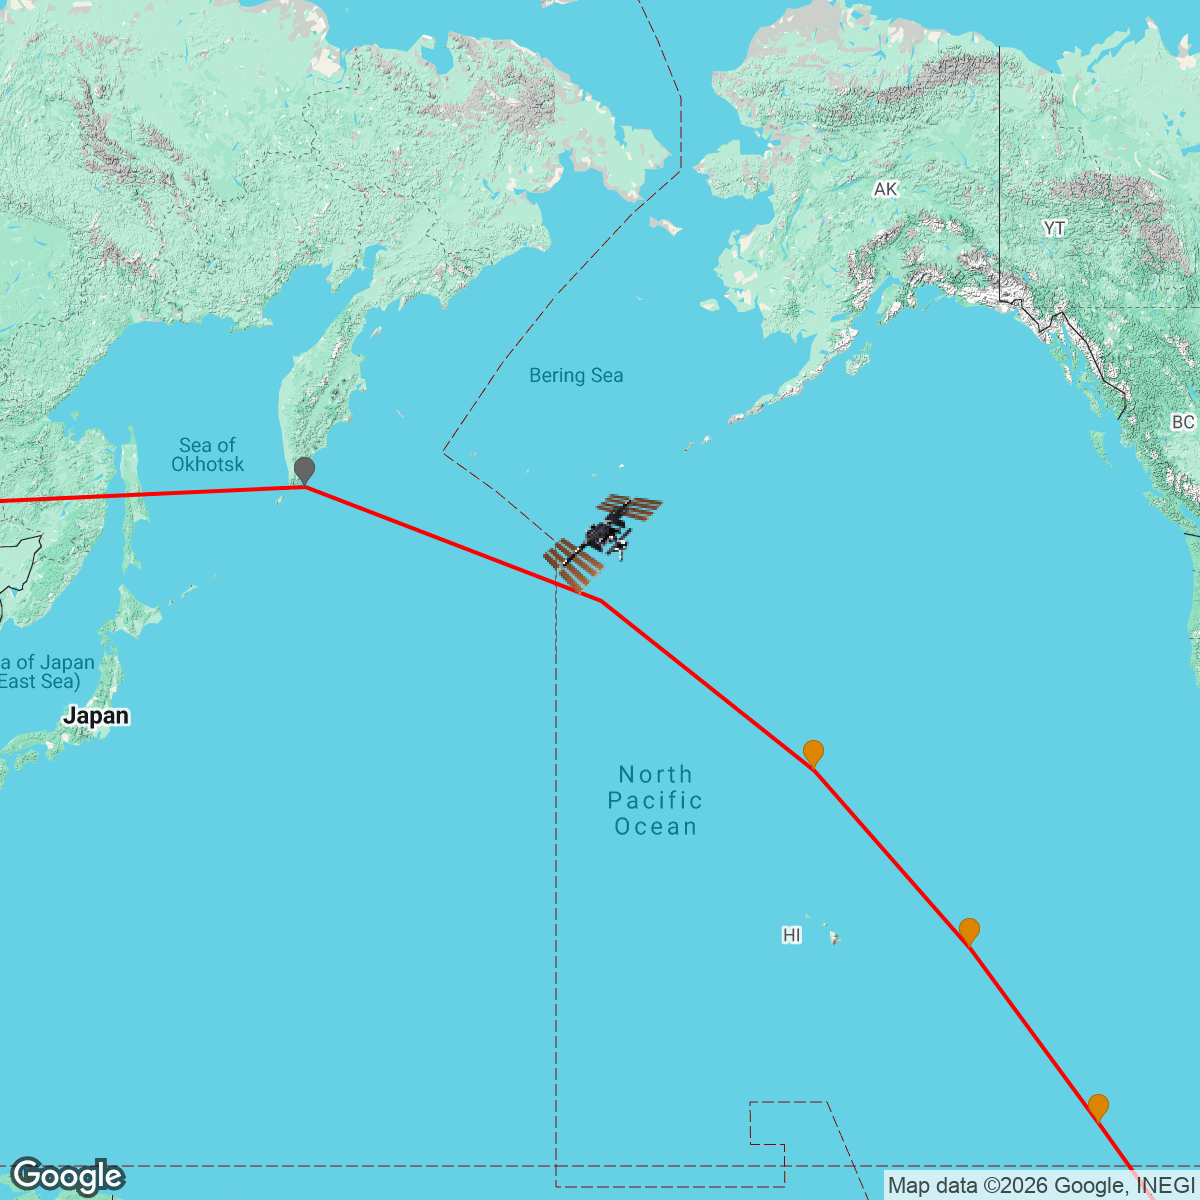 AK
YT
Bering Sea
BC
Sea of
Okhotsk
a of Japan
East Sea)
Japan
North
Pacific
Ocean
HI
Google
Map data ©2026 Google, INEGI